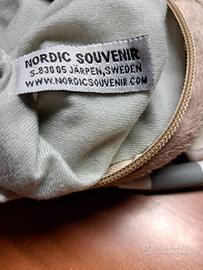 NORDIC SOUVENIR
S-830 05 JÄRPEN, SWEDEN
WWW.NORDICSOUVENIR.COM